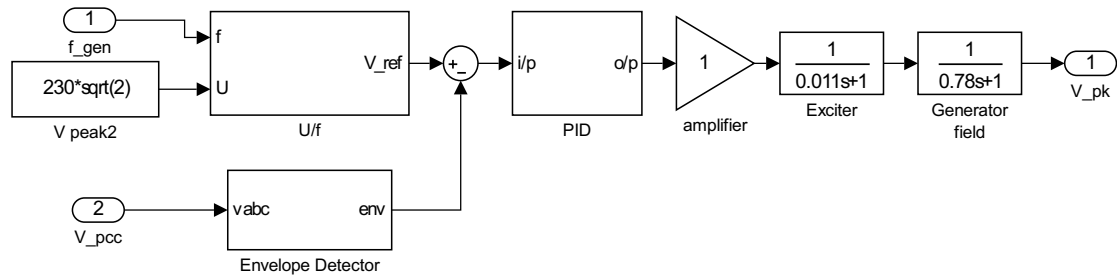 1
f_gen
230*sqrt(2)
V peak2
f
U
V_ref
U/f
+
−
i/p
o/p
PID
1
amplifier
1
0.011s+1
Exciter
1
0.78s+1
Generator
field
1
V_pk
2
V_pcc
vabc
env
Envelope Detector